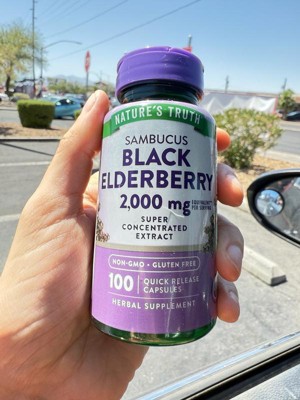 NATURE'S TRUTH
SAMBUCUS
BLACK
ELDERBERRY
2,000 mg
SUPER
CONCENTRATED
EXTRACT
NON-GMO • GLUTEN FREE
100 QUICK RELEASE
CAPSULES
HERBAL SUPPLEMENT